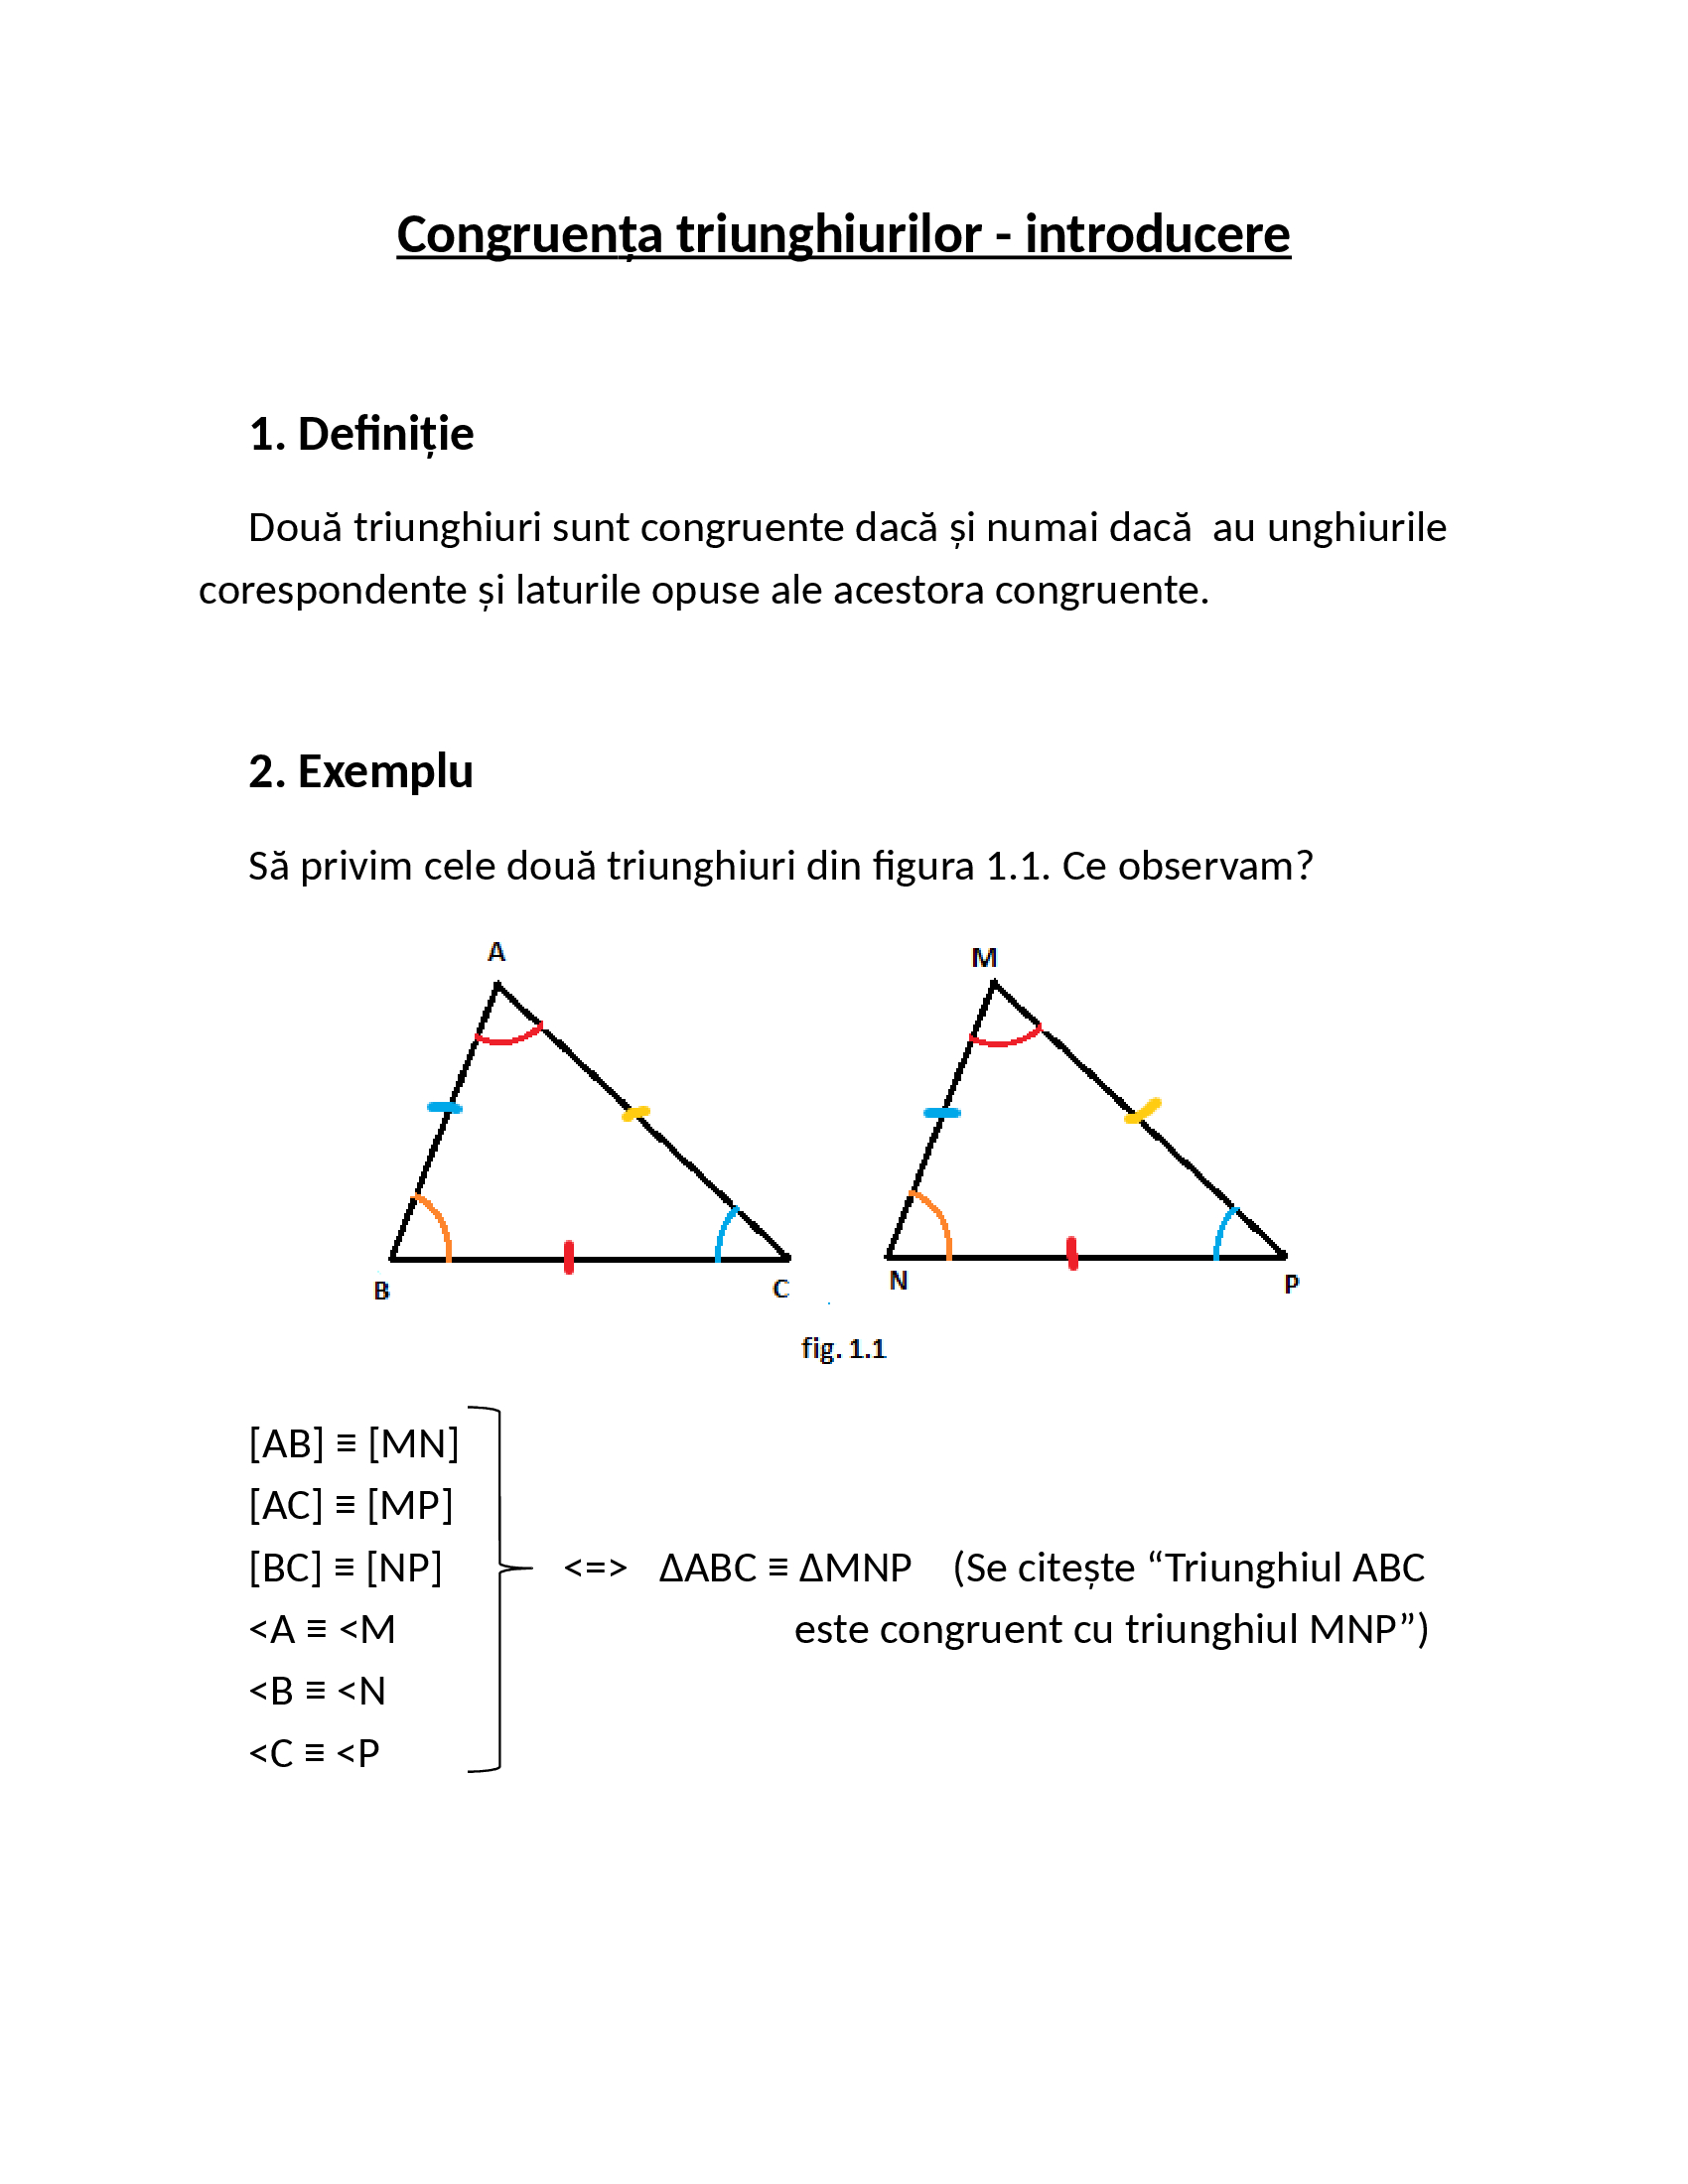 Congruența triunghiurilor - introducere
1. Definiție
Două triunghiuri sunt congruente dacă și numai dacă  au unghiurile
corespondente și laturile opuse ale acestora congruente.
2. Exemplu
Să privim cele două triunghiuri din figura 1.1. Ce observam?
A
M
B
C
N
P
fig. 1.1
[AB] ≡ [MN]
[AC] ≡ [MP]
[BC] ≡ [NP] <=> ΔABC ≡ ΔMNP (Se citește “Triunghiul ABC
<A ≡ <M este congruent cu triunghiul MNP”)
<B ≡ <N
<C ≡ <P